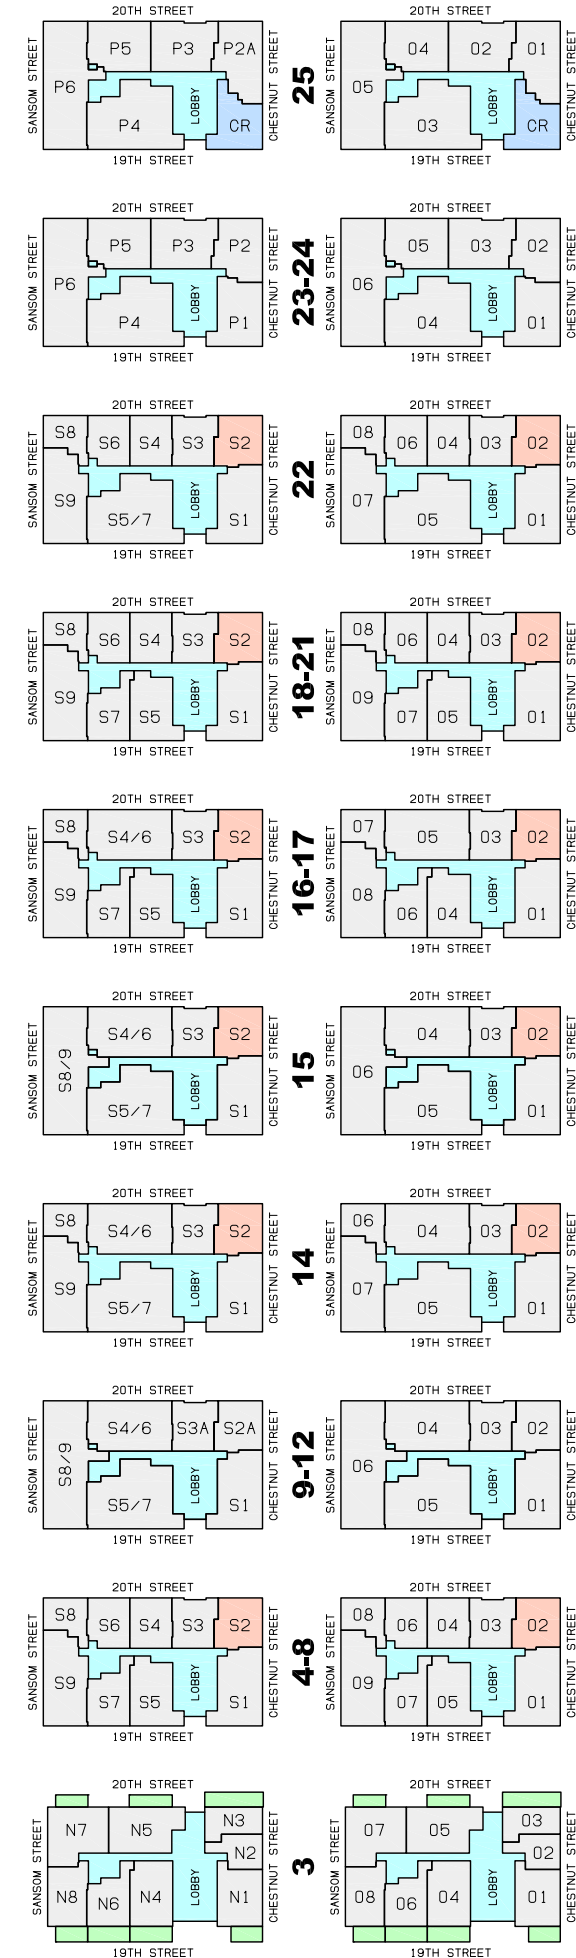 20TH STREET 20TH STREET
SANSOM STREET P5 P3 P2A CHESTNUT STREET 25 SANSOM STREET 04 02 01 CHESTNUT STREET
P6 LOBBY 05 LOBBY
P4 CR 03 CR
19TH STREET 19TH STREET
20TH STREET 20TH STREET
SANSOM STREET P5 P3 P2 CHESTNUT STREET 23-24 SANSOM STREET 05 03 02 CHESTNUT STREET
P6 LOBBY 06 LOBBY
P4 P1 04 01
19TH STREET 19TH STREET
20TH STREET 20TH STREET
SANSOM STREET S8 S6 S4 S3 S2 CHESTNUT STREET 22 SANSOM STREET 08 06 04 03 02 CHESTNUT STREET
S9 LOBBY 07 LOBBY
S5/7 S1 05 01
19TH STREET 19TH STREET
20TH STREET 20TH STREET
SANSOM STREET S8 S6 S4 S3 S2 CHESTNUT STREET 18-21 SANSOM STREET 08 06 04 03 02 CHESTNUT STREET
S9 LOBBY 09 LOBBY
S7 S5 S1 07 05 01
19TH STREET 19TH STREET
20TH STREET 20TH STREET
SANSOM STREET S8 S4/6 S3 S2 CHESTNUT STREET 16-17 SANSOM STREET 07 05 03 02 CHESTNUT STREET
S9 LOBBY 08 LOBBY
S7 S5 S1 06 04 01
19TH STREET 19TH STREET
20TH STREET 20TH STREET
SANSOM STREET S4/6 S3 S2 CHESTNUT STREET 15 SANSOM STREET 04 03 02 CHESTNUT STREET
S8/9 LOBBY 06 LOBBY
S5/7 S1 05 01
19TH STREET 19TH STREET
20TH STREET 20TH STREET
SANSOM STREET S8 S4/6 S3 S2 CHESTNUT STREET 14 SANSOM STREET 06 04 03 02 CHESTNUT STREET
S9 LOBBY 07 LOBBY
S5/7 S1 05 01
19TH STREET 19TH STREET
20TH STREET 20TH STREET
SANSOM STREET S4/6 S3A S2A CHESTNUT STREET 9-12 SANSOM STREET 04 03 02 CHESTNUT STREET
S8/9 LOBBY 06 LOBBY
S5/7 S1 05 01
19TH STREET 19TH STREET
20TH STREET 20TH STREET
SANSOM STREET S8 S6 S4 S3 S2 CHESTNUT STREET 4-8 SANSOM STREET 08 06 04 03 02 CHESTNUT STREET
S9 LOBBY 09 LOBBY
S7 S5 S1 07 05 01
19TH STREET 19TH STREET
20TH STREET 20TH STREET
SANSOM STREET N7 N5 N3 CHESTNUT STREET 3 SANSOM STREET 07 05 03 CHESTNUT STREET
N2 LOBBY 02 LOBBY
N8 N6 N4 N1 08 06 04 01
19TH STREET 19TH STREET